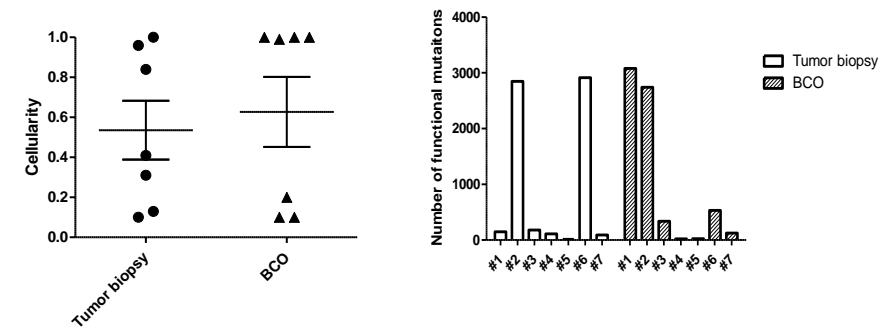 Cellularity
1.0
0.8
0.6
0.4
0.2
0.0
Tumor biopsy
BCO
Number of functional mutaitons
4000
3000
2000
1000
0
#1 #2 #3 #4 #5 #6 #7 #1 #2 #3 #4 #5 #6 #7
Tumor biopsy
BCO